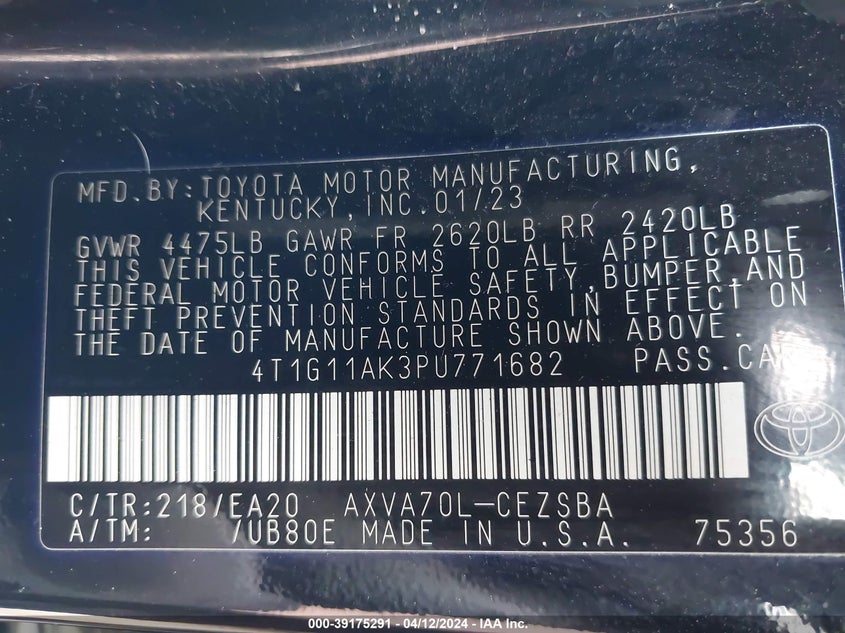 MFD. BY: TOYOTA MOTOR MANUFACTURING,
KENTUCKY, INC. 01/23
GVWR 4475LB GAWR FR 2620LB RR 2420LB
THIS VEHICLE CONFORMS TO ALL APPLICABLE
FEDERAL MOTOR VEHICLE SAFETY, BUMPER, AND
THEFT PREVENTION STANDARDS IN EFFECT ON
THE DATE OF MANUFACTURE SHOWN ABOVE.
4T1G11AK3PU771682 PASS. CAR
C/TR: 218/EA20 AXVA70L-CEZSBA
A/TM: /UB80E MADE IN U.S.A. 75356
000-39175291 - 04/12/2024 - IAA Inc.